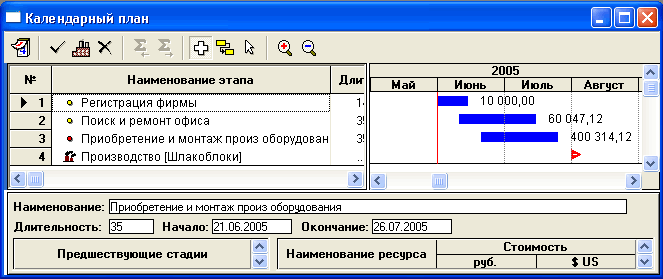 Календарный план
2005
№ Наименование этапа Дли Май Июнь Июль Август
1 Регистрация фирмы 14 10 000,00
2 Поиск и ремонт офиса 35 60 047,12
3 Приобретение и монтаж произ оборудован 35 400 314,12
4 Производство [Шлакоблоки] ...
Наименование: Приобретение и монтаж произ оборудования
Длительность: 35 Начало: 21.06.2005 Окончание: 26.07.2005
Предшествующие стадии Наименование ресурса Стоимость
руб. $ US